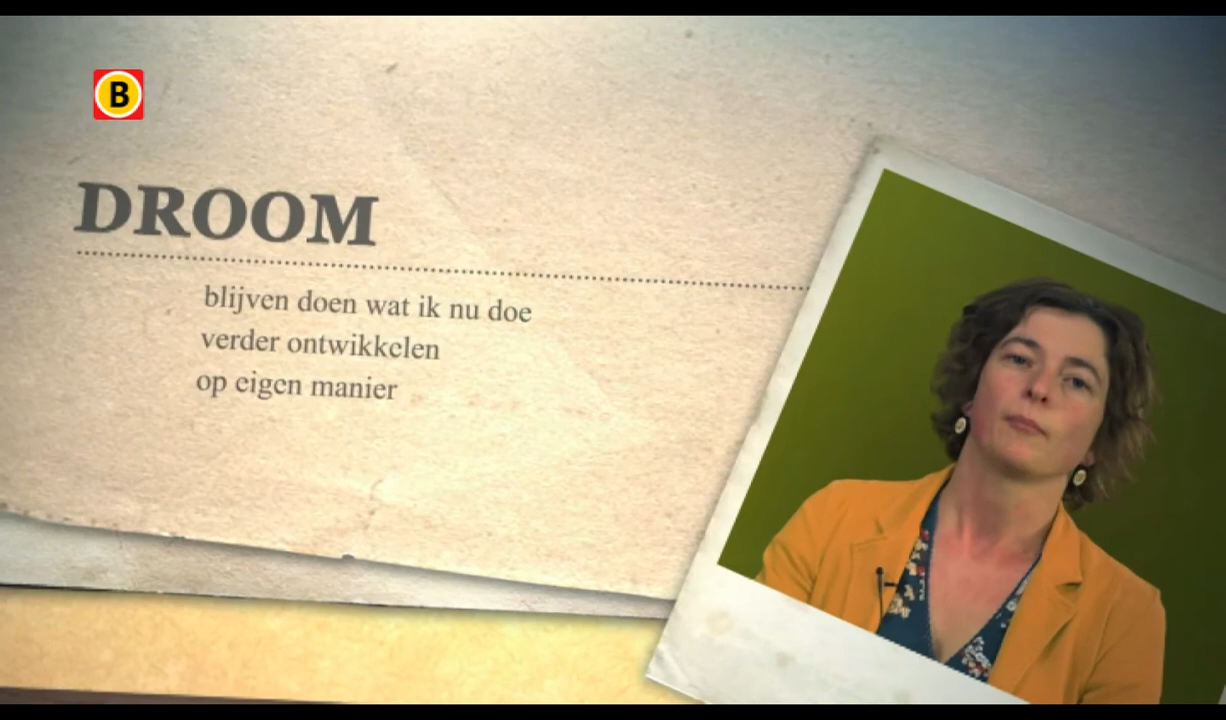 B
DROOM
blijven doen wat ik nu doe
verder ontwikkelen
op eigen manier